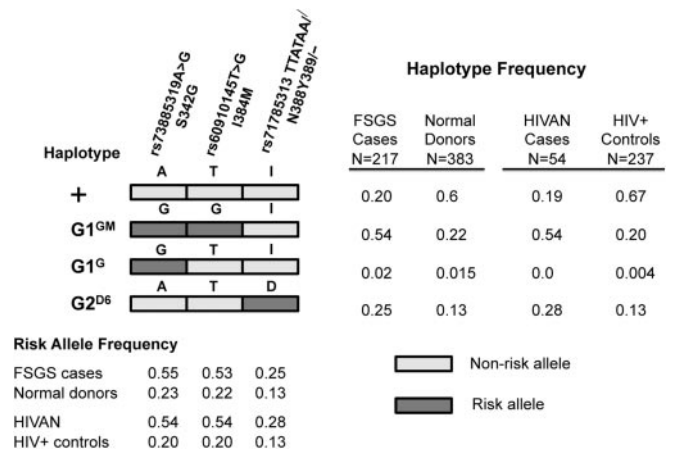 rs73885319A>G
S342G
rs60910145T>G
I384M
rs71785313 TTATAA/
N388Y389/–
Haplotype Frequency
FSGS Cases N=217
Normal Donors N=383
HIVAN Cases N=54
HIV+ Controls N=237
Haplotype
A T I
+ 0.20 0.6 0.19 0.67
G G I
G1GM 0.54 0.22 0.54 0.20
G T I
G1G 0.02 0.015 0.0 0.004
A T D
G2D6 0.25 0.13 0.28 0.13
Risk Allele Frequency
FSGS cases 0.55 0.53 0.25
Normal donors 0.23 0.22 0.13
HIVAN 0.54 0.54 0.28
HIV+ controls 0.20 0.20 0.13
Non-risk allele
Risk allele